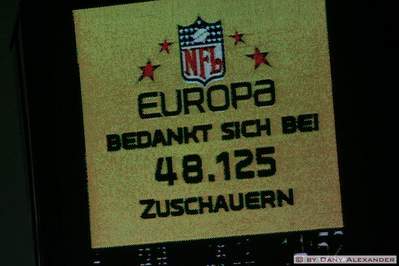 NFL
EUROPA
BEDANKT SICH BEI
48.125
ZUSCHAUERN
© BY DANY ALEXANDER